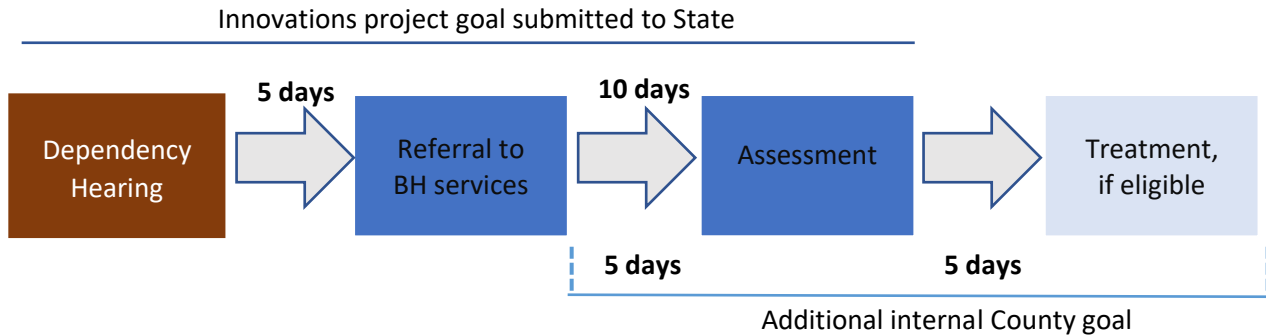 Innovations project goal submitted to State
5 days
10 days
Dependency
Hearing
Referral to
BH services
Assessment
Treatment,
if eligible
5 days
5 days
Additional internal County goal